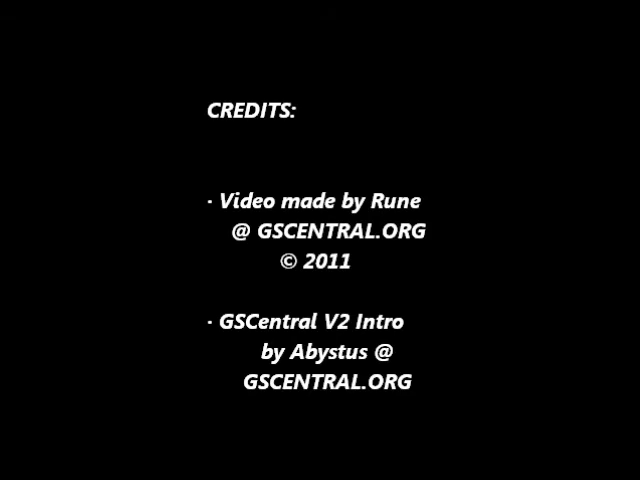 CREDITS:
· Video made by Rune
@ GSCENTRAL.ORG
© 2011
· GSCentral V2 Intro
by Abystus @
GSCENTRAL.ORG